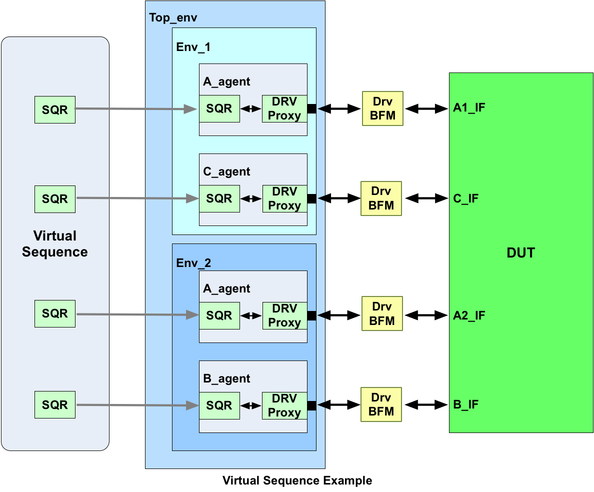 Top_env
Env_1
A_agent
SQR
SQR
DRV
Proxy
Drv
BFM
A1_IF
C_agent
SQR
SQR
DRV
Proxy
Drv
BFM
C_IF
Virtual
Sequence
DUT
Env_2
A_agent
SQR
SQR
DRV
Proxy
Drv
BFM
A2_IF
B_agent
SQR
SQR
DRV
Proxy
Drv
BFM
B_IF
Virtual Sequence Example